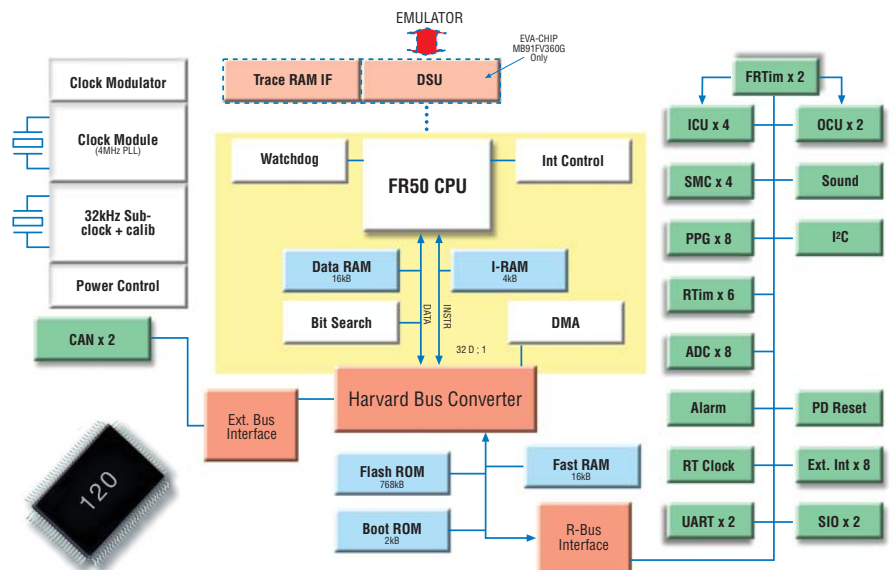 EMULATOR
EVA-CHIP
MB91FV360G
Only
Trace RAM IF
DSU
Clock Modulator
Clock Module
(4MHz PLL)
32kHz Sub-
clock + calib
Power Control
Watchdog
FR50 CPU
Int Control
Data RAM
16kB
I-RAM
4kB
Bit Search
DATA
INSTR
DMA
32 D ; 1
CAN x 2
Ext. Bus
Interface
Harvard Bus Converter
Flash ROM
768kB
Fast RAM
16kB
Boot ROM
2kB
R-Bus
Interface
120
FRTim x 2
ICU x 4
OCU x 2
SMC x 4
Sound
PPG x 8
I²C
RTim x 6
ADC x 8
Alarm
PD Reset
RT Clock
Ext. Int x 8
UART x 2
SIO x 2